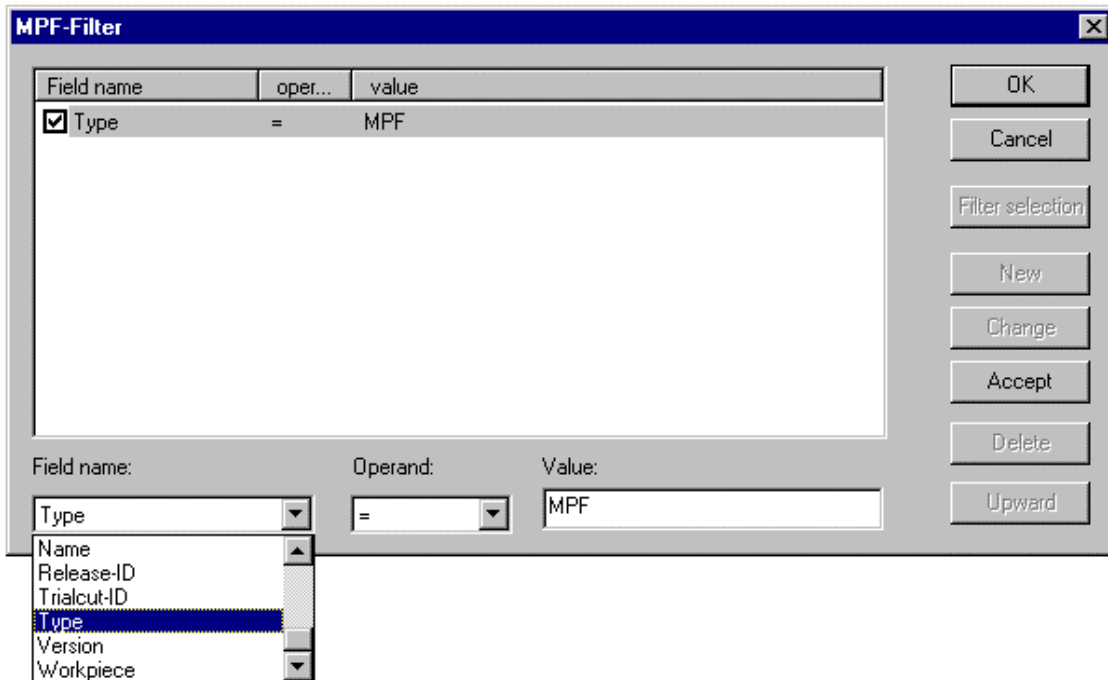 MPF-Filter
Field name oper... value
Type = MPF
OK
Cancel
Filter selection
New
Change
Accept
Delete
Upward
Field name: Operand: Value:
Type = MPF
Name
Release-ID
Trialcut-ID
Type
Version
Workpiece